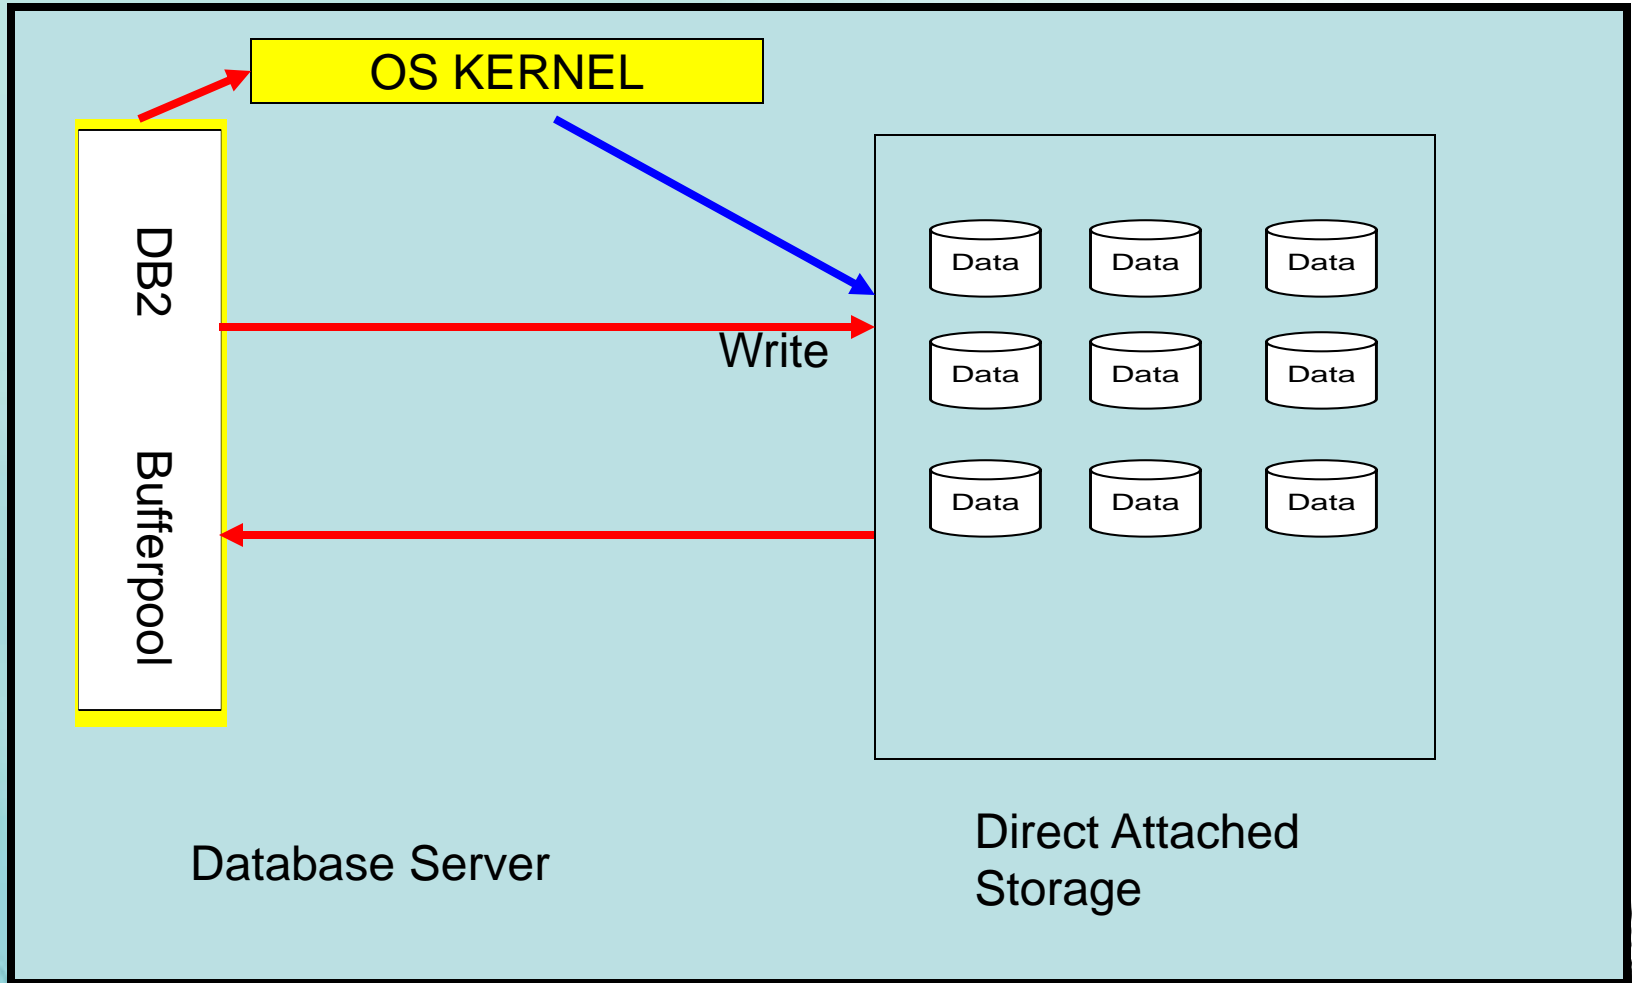 OS KERNEL
DB2 Bufferpool
Data Data Data
Write
Data Data Data
Data Data Data
Database Server
Direct Attached
Storage